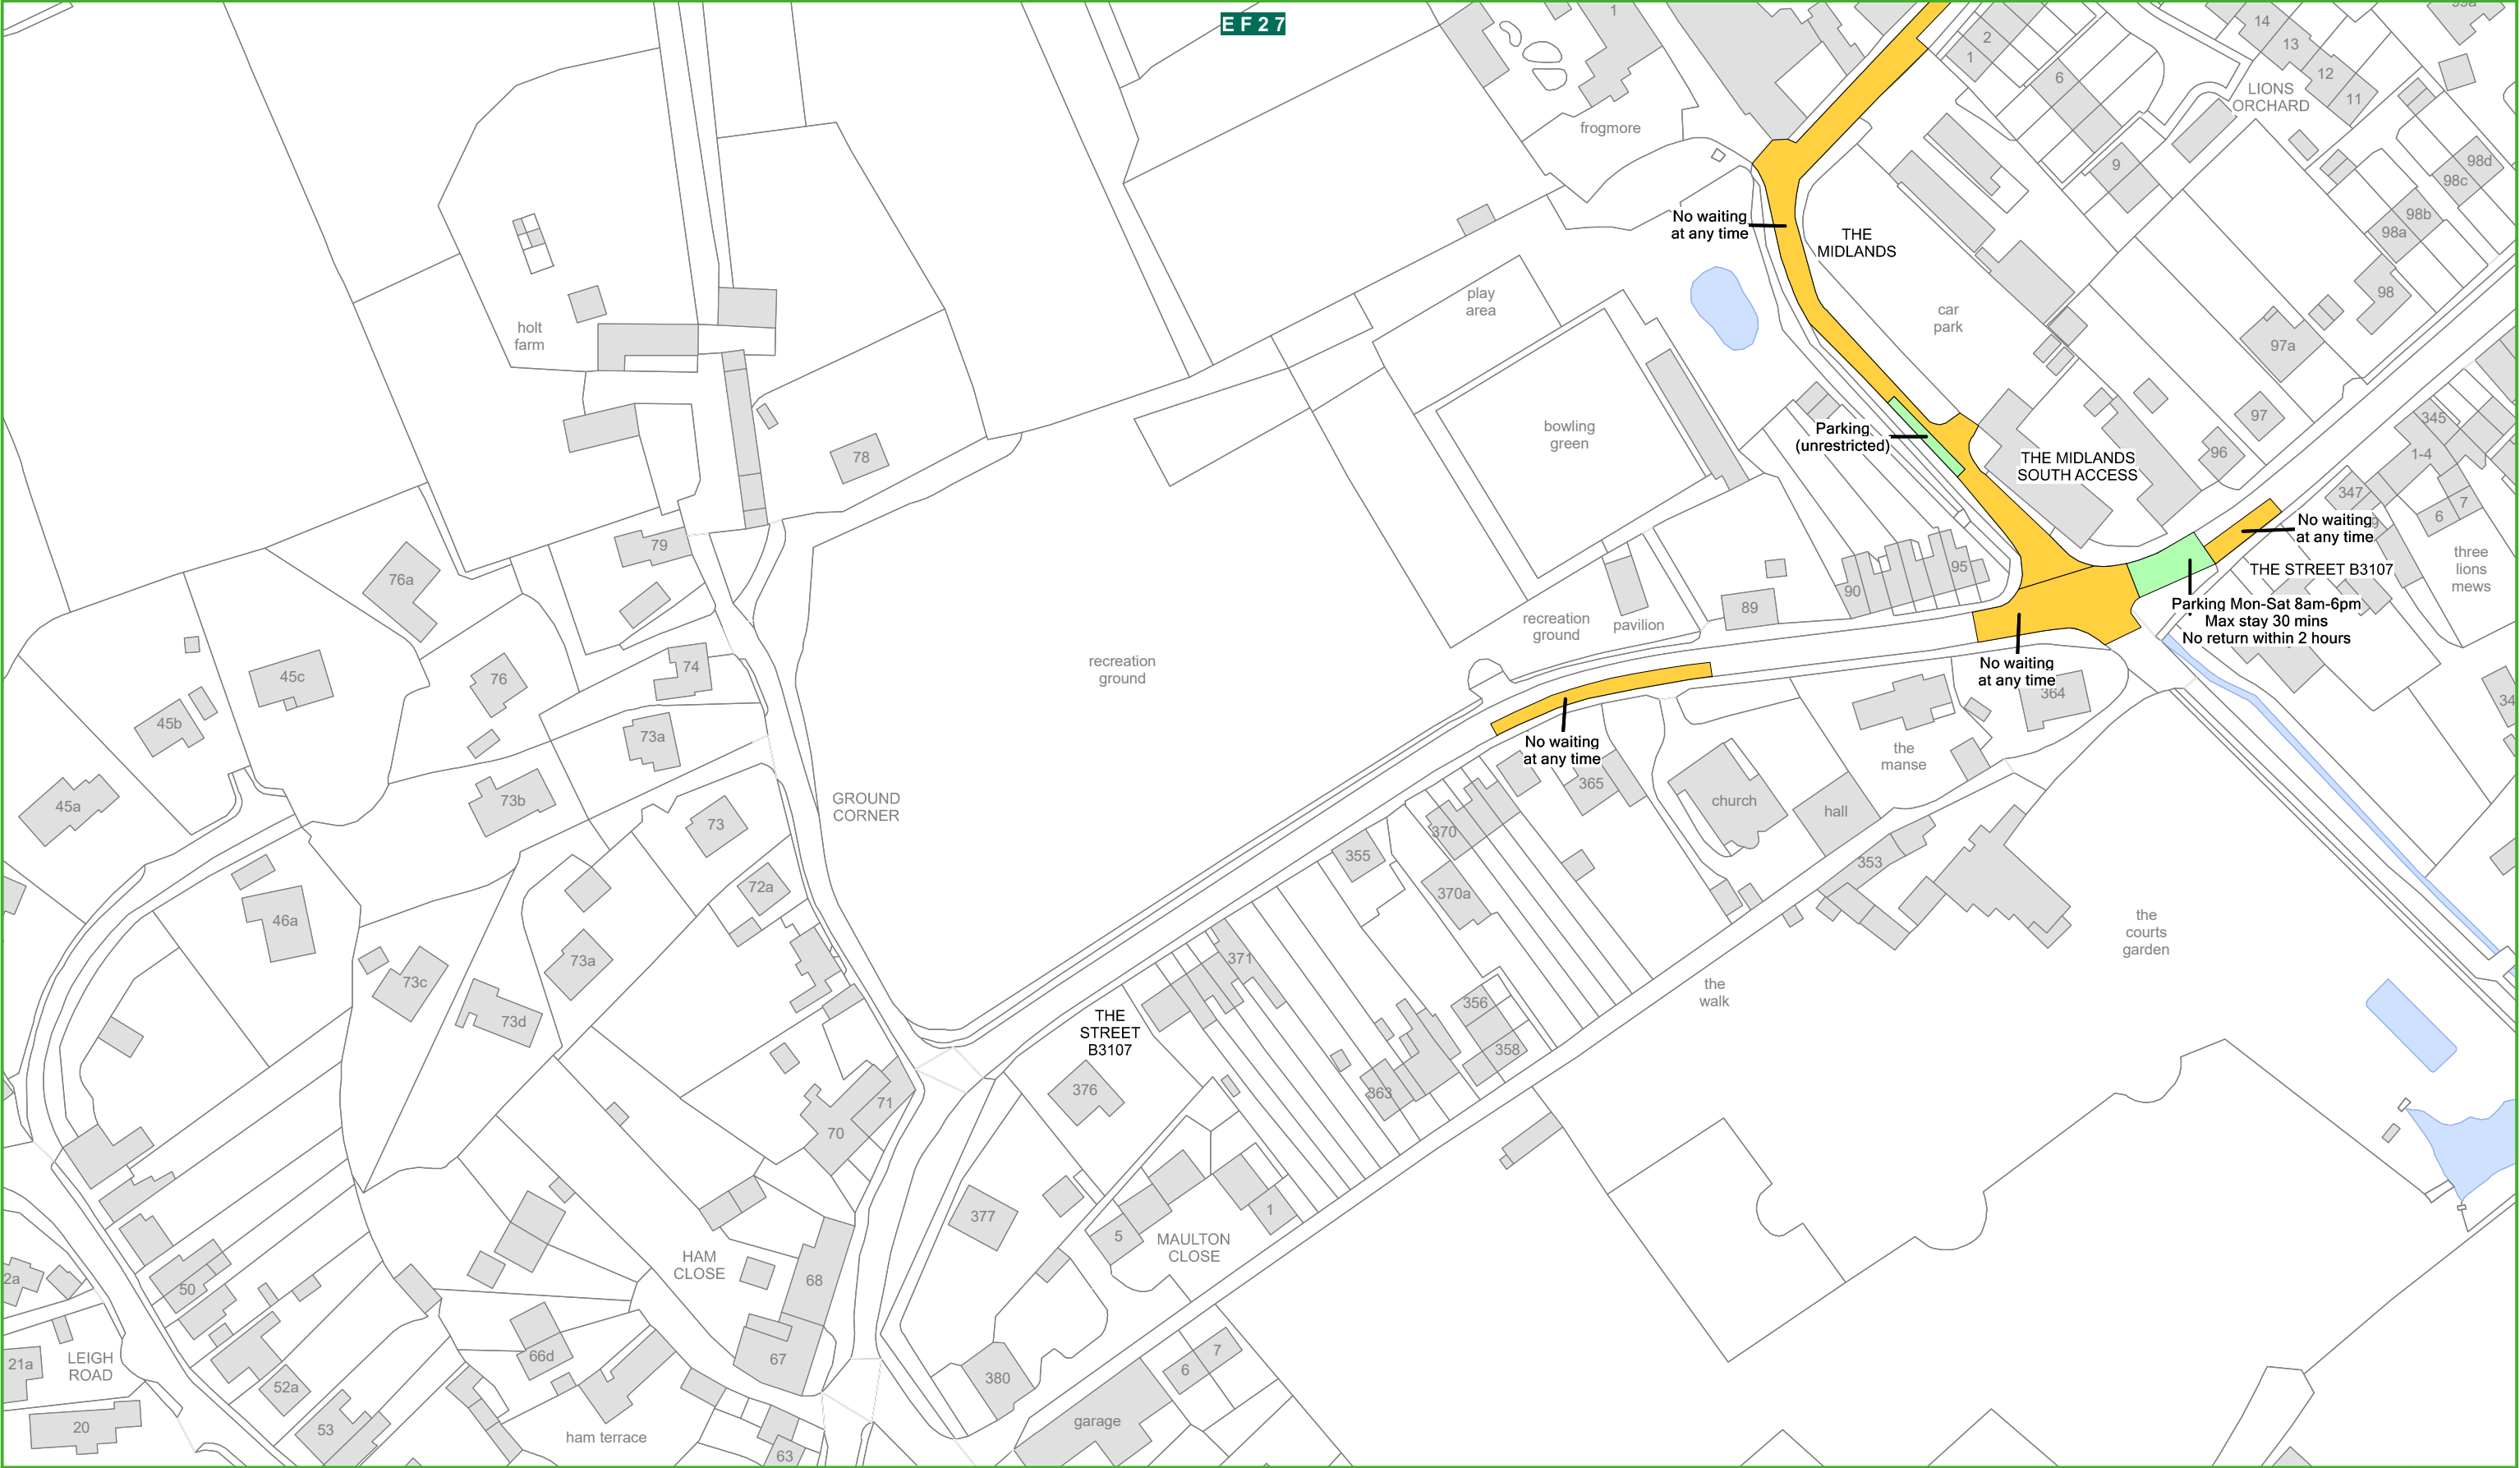 E F 2 7
1
2
1
6
9
14
13
12
11
LIONS
ORCHARD
98d
98c
98b
98a
98
97a
97
96
frogmore
No waiting
at any time
THE
MIDLANDS
car
park
play
area
bowling
green
Parking
(unrestricted)
THE MIDLANDS
SOUTH ACCESS
345
1-4
347
7
6
No waiting
at any time
three
lions
mews
THE STREET B3107
Parking Mon-Sat 8am-6pm
Max stay 30 mins
No return within 2 hours
holt
farm
78
79
76a
76
74
73a
73b
73
72a
45c
45b
45a
46a
73c
73d
73a
recreation
ground
GROUND
CORNER
recreation
ground
pavilion
89
90
95
No waiting
at any time
364
No waiting
at any time
365
the
manse
church
hall
353
355
370
370a
371
356
358
363
the
walk
the
courts
garden
THE
STREET
B3107
376
377
71
70
5
1
MAULTON
CLOSE
HAM
CLOSE
68
67
66d
50
52a
53
21a
20
LEIGH
ROAD
380
garage
6
7
ham terrace
63